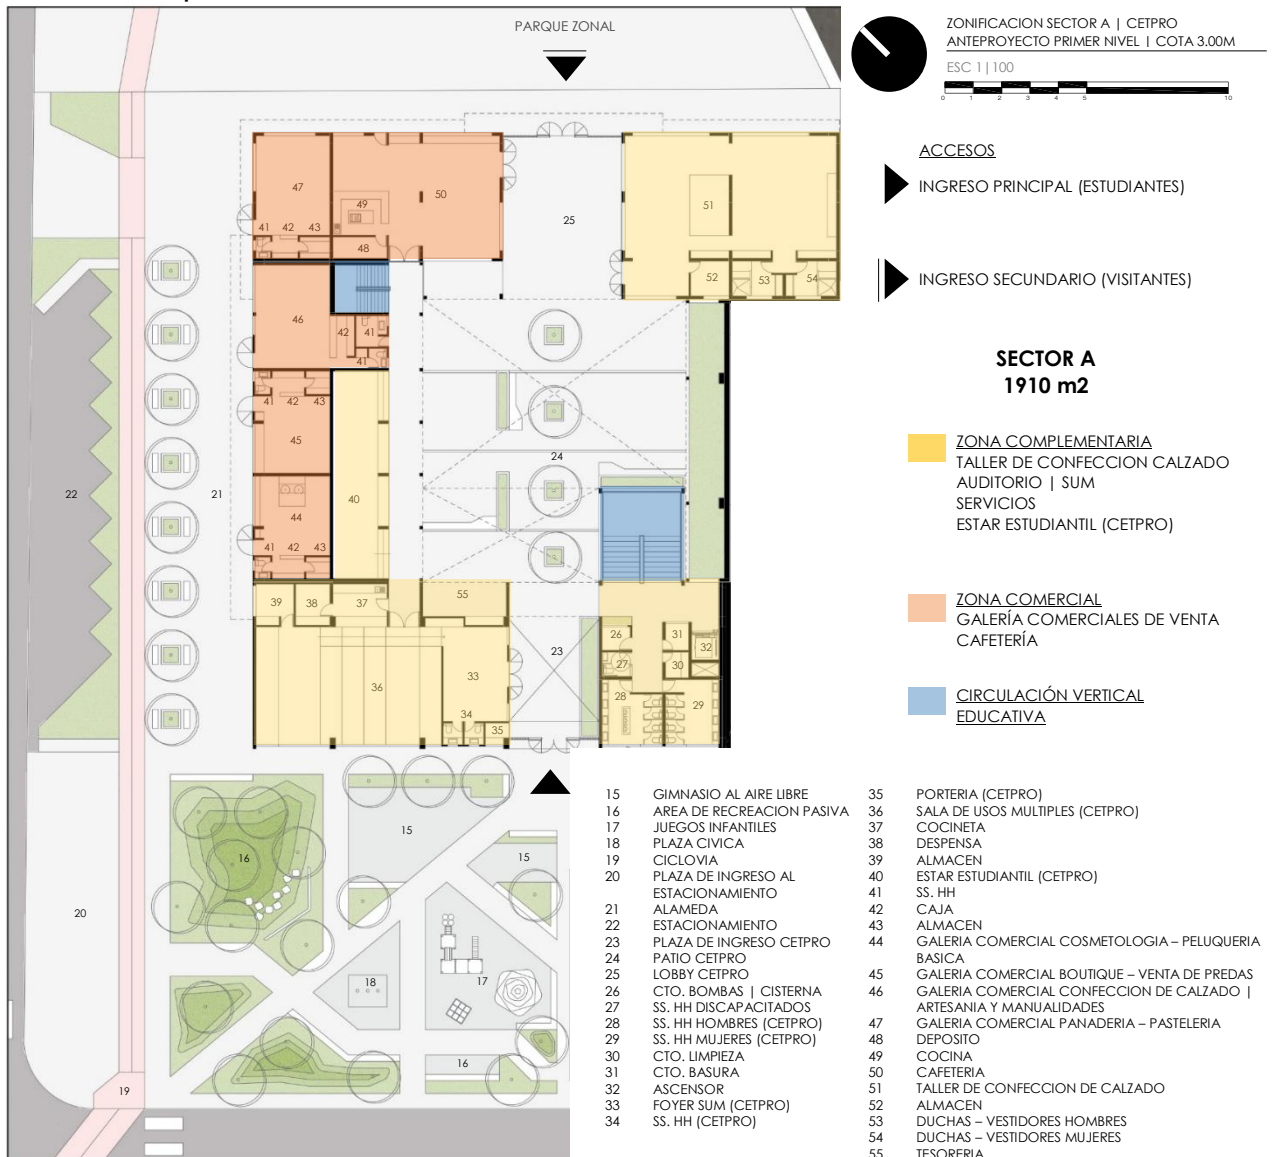 PARQUE ZONAL
ZONIFICACION SECTOR A | CETPRO
ANTEPROYECTO PRIMER NIVEL | COTA 3.00M
ESC 1|100
0 1 2 3 4 5 10
ACCESOS
INGRESO PRINCIPAL (ESTUDIANTES)
INGRESO SECUNDARIO (VISITANTES)
SECTOR A
1910 m2
ZONA COMPLEMENTARIA
TALLER DE CONFECCION CALZADO
AUDITORIO | SUM
SERVICIOS
ESTAR ESTUDIANTIL (CETPRO)
ZONA COMERCIAL
GALERÍA COMERCIALES DE VENTA
CAFETERÍA
CIRCULACIÓN VERTICAL
EDUCATIVA
47
49
50
41 42 43
48
25
51
52
53
54
46
42
41
41
41 42 43
45
44
41 42 43
40
24
22
21
39
38
37
55
36
33
34
35
23
26
27
28
31
30
32
29
15
15
16
20
18
17
16
19
15 GIMNASIO AL AIRE LIBRE
16 AREA DE RECREACION PASIVA
17 JUEGOS INFANTILES
18 PLAZA CIVICA
19 CICLOVIA
20 PLAZA DE INGRESO AL
ESTACIONAMIENTO
21 ALAMEDA
22 ESTACIONAMIENTO
23 PLAZA DE INGRESO CETPRO
24 PATIO CETPRO
25 LOBBY CETPRO
26 CTO. BOMBAS | CISTERNA
27 SS. HH DISCAPACITADOS
28 SS. HH HOMBRES (CETPRO)
29 SS. HH MUJERES (CETPRO)
30 CTO. LIMPIEZA
31 CTO. BASURA
32 ASCENSOR
33 FOYER SUM (CETPRO)
34 SS. HH (CETPRO)
35 PORTERIA (CETPRO)
36 SALA DE USOS MULTIPLES (CETPRO)
37 COCINETA
38 DESPENSA
39 ALMACEN
40 ESTAR ESTUDIANTIL (CETPRO)
41 SS. HH
42 CAJA
43 ALMACEN
44 GALERIA COMERCIAL COSMETOLOGIA – PELUQUERIA
BASICA
45 GALERIA COMERCIAL BOUTIQUE – VENTA DE PREDAS
46 GALERIA COMERCIAL CONFECCION DE CALZADO |
ARTESANIA Y MANUALIDADES
47 GALERIA COMERCIAL PANADERIA – PASTELERIA
48 DEPOSITO
49 COCINA
50 CAFETERIA
51 TALLER DE CONFECCION DE CALZADO
52 ALMACEN
53 DUCHAS – VESTIDORES HOMBRES
54 DUCHAS – VESTIDORES MUJERES
55 TESORERIA